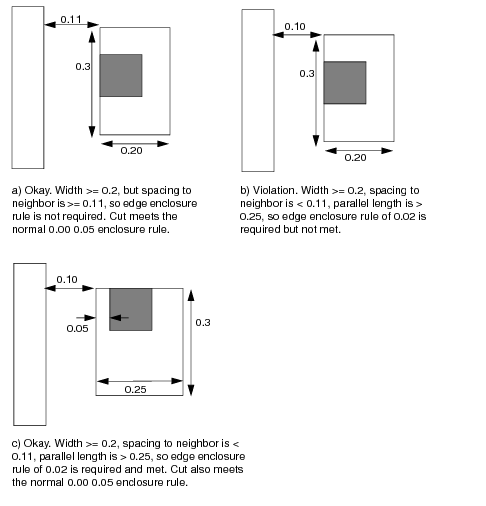 0.11
0.3
0.20
a) Okay. Width >= 0.2, but spacing to
neighbor is >= 0.11, so edge enclosure
rule is not required. Cut meets the
normal 0.00 0.05 enclosure rule.
0.10
0.3
0.20
b) Violation. Width >= 0.2, spacing to
neighbor is < 0.11, parallel length is >
0.25, so edge enclosure rule of 0.02 is
required but not met.
0.10
0.05
0.3
0.25
c) Okay. Width >= 0.2, spacing to neighbor is <
0.11, parallel length is > 0.25, so edge enclosure
rule of 0.02 is required and met. Cut also meets
the normal 0.00 0.05 enclosure rule.